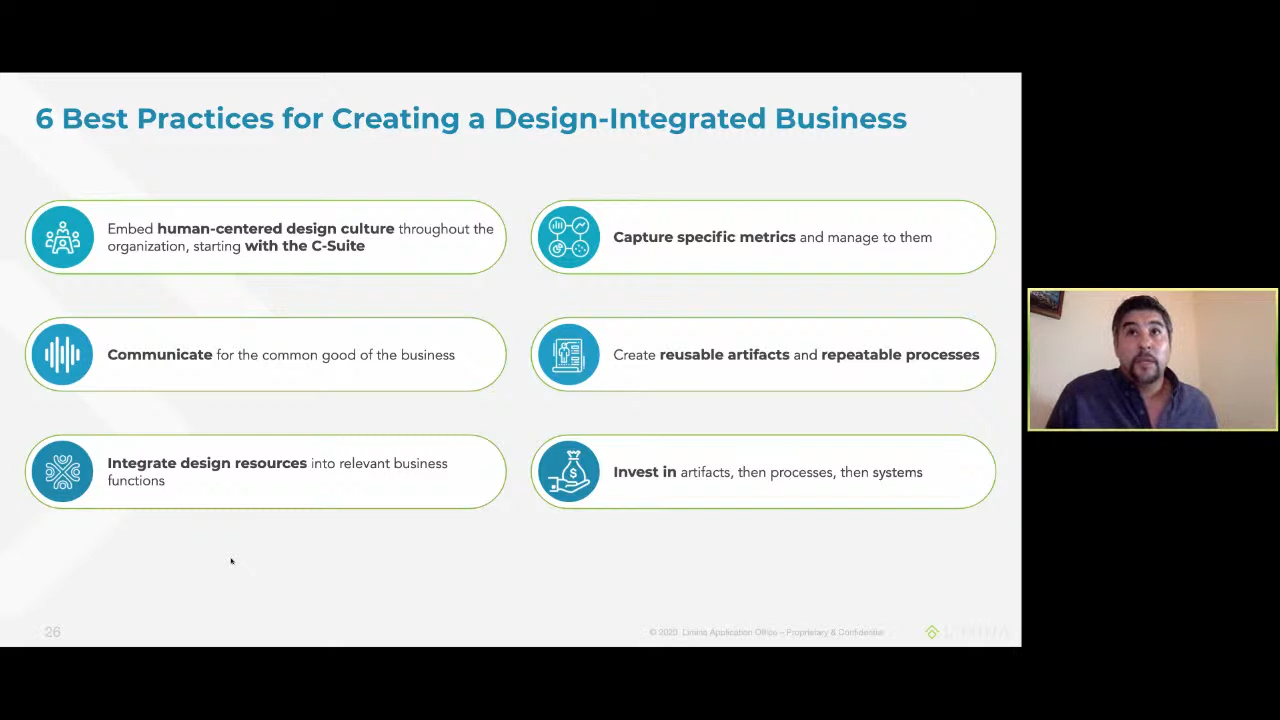 6 Best Practices for Creating a Design-Integrated Business
Embed human-centered design culture throughout the
organization, starting with the C-Suite
Capture specific metrics and manage to them
Communicate for the common good of the business
Create reusable artifacts and repeatable processes
Integrate design resources into relevant business
functions
Invest in artifacts, then processes, then systems
26
© 2020 Limina Application Office – Proprietary & Confidential
LIMINA